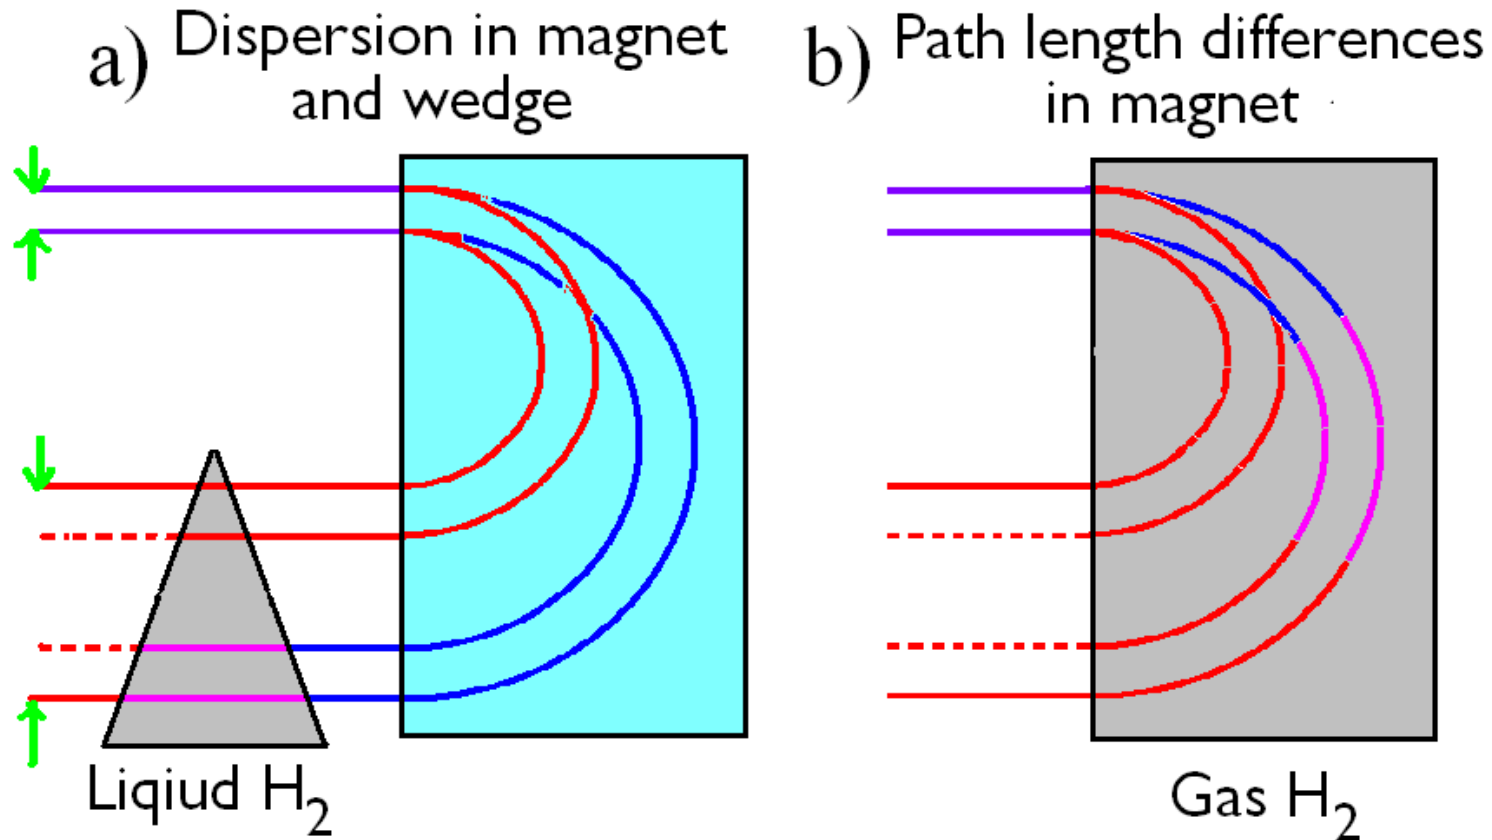 a) Dispersion in magnet
and wedge
b) Path length differences
in magnet
Liqiud H₂
Gas H₂